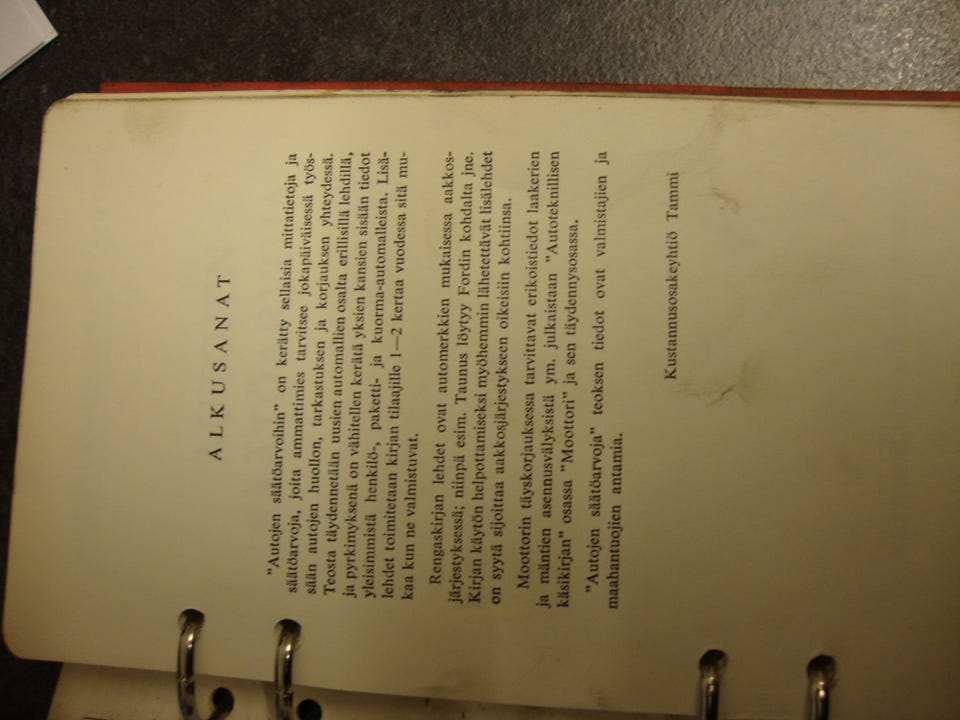 ALKUSANAT
"Autojen säätöarvoihin" on kerätty sellaisia mittatietoja ja
säätöarvoja, joita ammattimies tarvitsee jokapäiväisessä työs-
sään autojen huollon, tarkastuksen ja korjauksen yhteydessä.
Teosta täydennetään uusien automallien osalta erillisillä lehdillä,
ja pyrkimyksenä on vähitellen kerätä yksien kansien sisään tiedot
yleisimmistä henkilö-, paketti- ja kuorma-automalleista. Lisä-
lehdet toimitetaan kirjan tilaajille 1—2 kertaa vuodessa sitä mu-
kaa kun ne valmistuvat.
Rengaskirjan lehdet ovat automerkkien mukaisessa aakkos-
järjestyksessä; niinpä esim. Taunus löytyy Fordin kohdalta jne.
Kirjan käytön helpottamiseksi myöhemmin lähetettävät lisälehdet
on syytä sijoittaa aakkosjärjestykseen oikeisiin kohtiinsa.
Moottorin täyskorjauksessa tarvittavat erikoistiedot laakerien
ja mäntien asennusvälyksistä ym. julkaistaan "Autoteknillisen
käsikirjan" osassa "Moottori" ja sen täydennysosassa.
"Autojen säätöarvoja" teoksen tiedot ovat valmistajien ja
maahantuojien antamia.
Kustannusosakeyhtiö Tammi